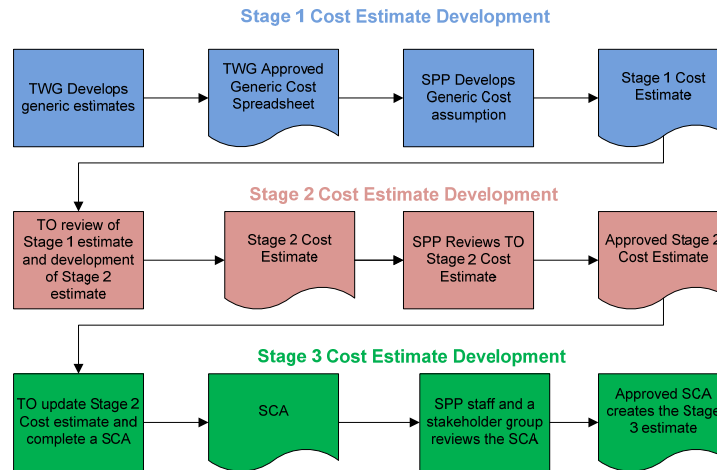 Stage 1 Cost Estimate Development
TWG Develops
generic estimates
TWG Approved
Generic Cost
Spreadsheet
SPP Develops
Generic Cost
assumption
Stage 1 Cost
Estimate
Stage 2 Cost Estimate Development
TO review of
Stage 1 estimate
and development
of Stage 2
estimate
Stage 2 Cost
Estimate
SPP Reviews TO
Stage 2 Cost
Estimate
Approved Stage 2
Cost Estimate
Stage 3 Cost Estimate Development
TO update Stage 2
Cost estimate and
complete a SCA
SCA
SPP staff and a
stakeholder group
reviews the SCA
Approved SCA
creates the Stage
3 estimate